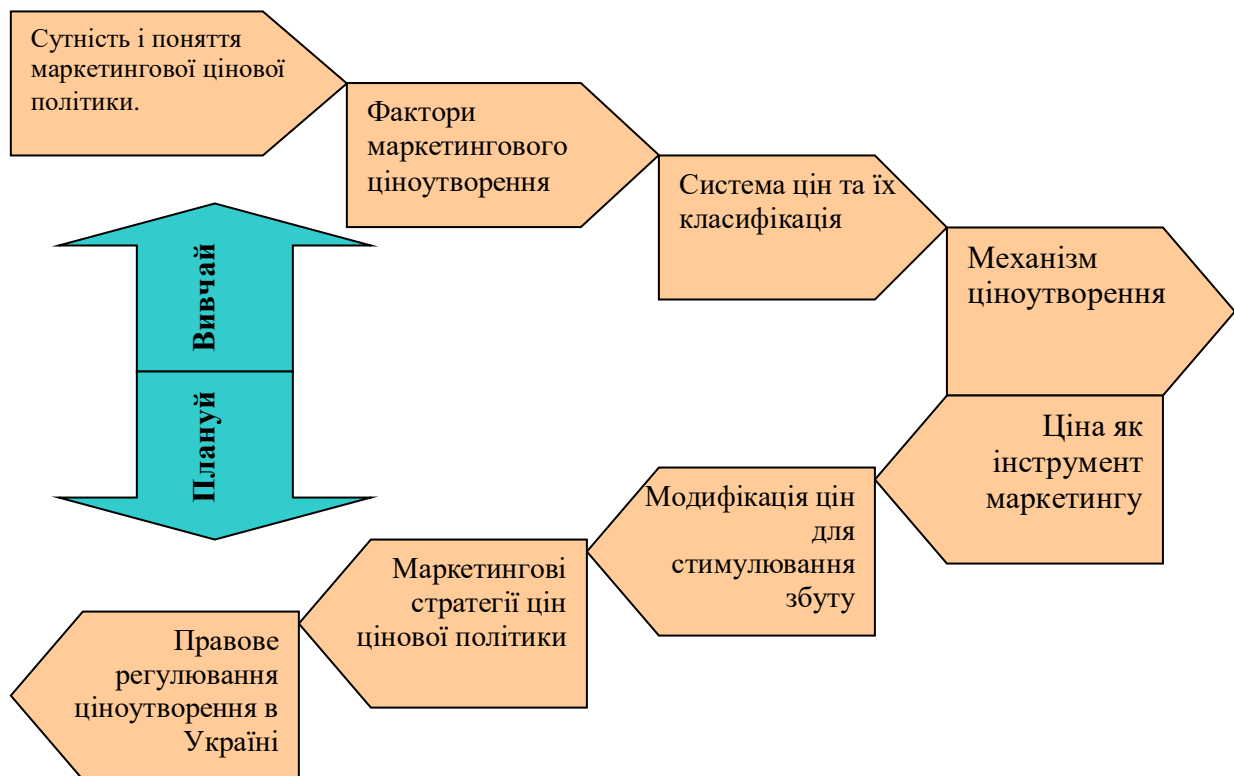 Сутність і поняття
маркетингової цінової
політики.
Фактори
маркетингового
ціноутворення
Система цін та їх
класифікація
Механізм
ціноутворення
Вивчай
Плануй
Ціна як
інструмент
маркетингу
Модифікація цін
для
стимулювання
збуту
Маркетингові
стратегії цін
цінової політики
Правове
регулювання
ціноутворення в
Україні